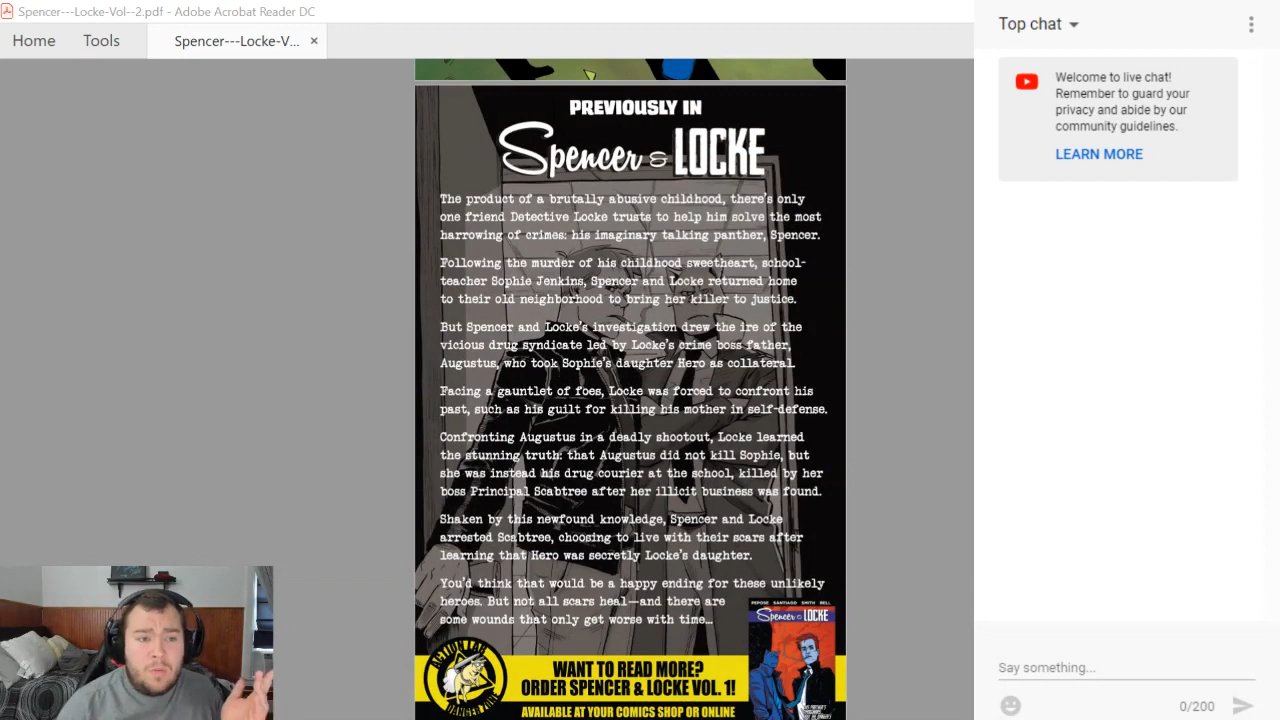 Spencer---Locke-Vol--2.pdf - Adobe Acrobat Reader DC
Home
Tools
Spencer---Locke-V...
×
PREVIOUSLY IN
Spencer & LOCKE
The product of a brutally abusive childhood, there's only
one friend Detective Locke trusts to help him solve the most
harrowing of crimes: his imaginary talking panther, Spencer.
Following the murder of his childhood sweetheart, school-
teacher Sophie Jenkins, Spencer and Locke returned home
to their old neighborhood to bring her killer to justice.
But Spencer and Locke's investigation drew the ire of the
vicious drug syndicate led by Locke's crime boss father,
Augustus, who took Sophie's daughter Hero as collateral.
Facing a gauntlet of foes, Locke was forced to confront his
past, such as his guilt for killing his mother in self-defense.
Confronting Augustus in a deadly shootout, Locke learned
the stunning truth: that Augustus did not kill Sophie, but
she was instead his drug courier at the school, killed by her
boss Principal Scabtree after her illicit business was found.
Shaken by this newfound knowledge, Spencer and Locke
arrested Scabtree, choosing to live with their scars after
learning that Hero was secretly Locke's daughter.
You'd think that would be a happy ending for these unlikely
heroes. But not all scars heal—and there are
some wounds that only get worse with time...
ACTION LAB
DANGER ZONE
WANT TO READ MORE?
ORDER SPENCER & LOCKE VOL. 1!
AVAILABLE AT YOUR COMICS SHOP OR ONLINE
PEPOSE SANTIAGO SMITH BELL
Spencer & LOCKE
Top chat
Welcome to live chat!
Remember to guard your
privacy and abide by our
community guidelines.
LEARN MORE
Say something...
0/200